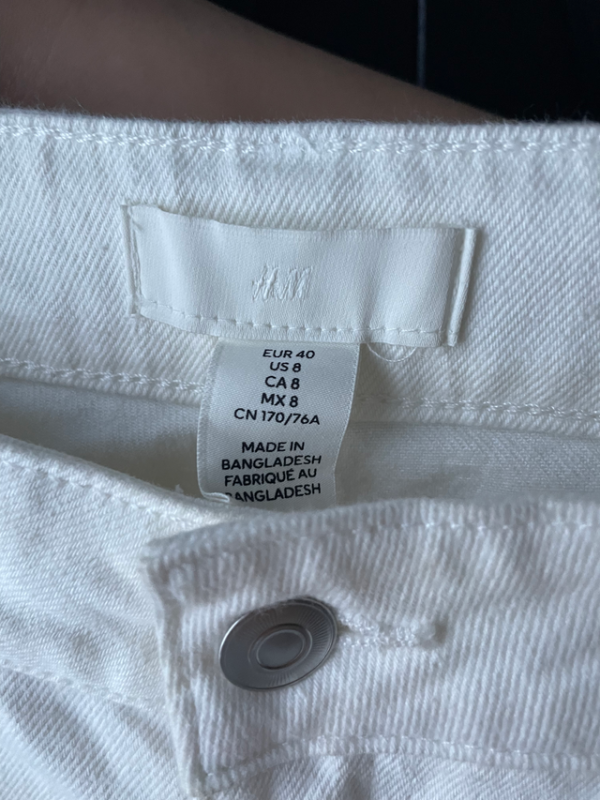 H&M
EUR 40
US 8
CA 8
MX 8
CN 170/76A
MADE IN
BANGLADESH
FABRIQUÉ AU
BANGLADESH